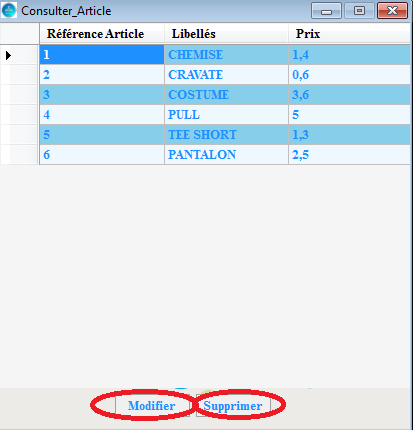 Consulter_Article
Référence Article Libellés Prix
1 CHEMISE 1,4
2 CRAVATE 0,6
3 COSTUME 3,6
4 PULL 5
5 TEE SHORT 1,3
6 PANTALON 2,5
Modifier Supprimer